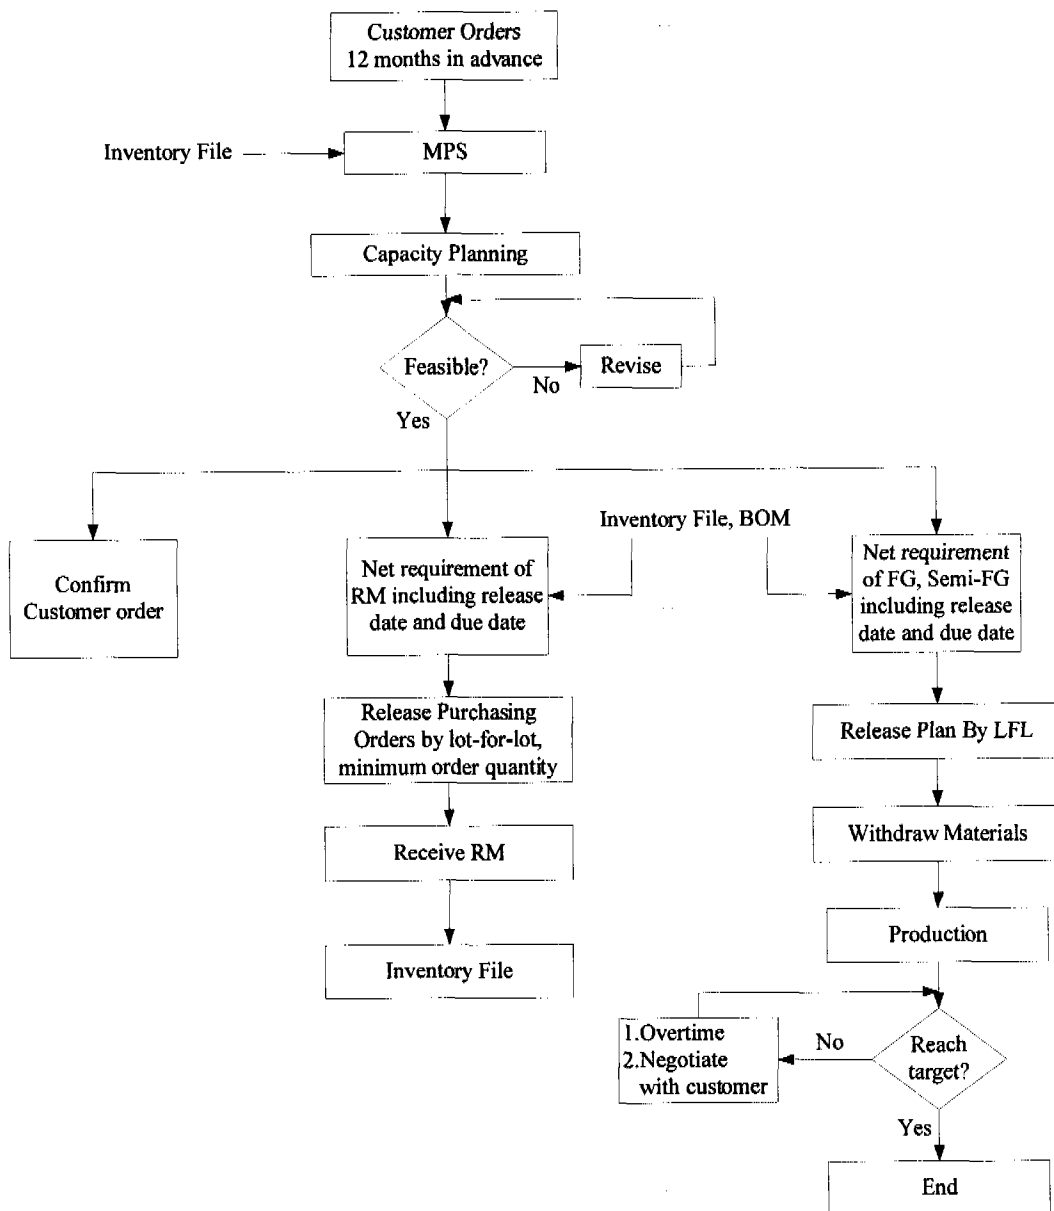 Customer Orders
12 months in advance
Inventory File
MPS
Capacity Planning
Feasible?
No
Revise
Yes
Inventory File, BOM
Confirm
Customer order
Net requirement of
RM including release
date and due date
Net requirement
of FG, Semi-FG
including release
date and due date
Release Purchasing
Orders by lot-for-lot,
minimum order quantity
Release Plan By LFL
Receive RM
Withdraw Materials
Inventory File
Production
1.Overtime
2.Negotiate
with customer
No
Reach
target?
Yes
End